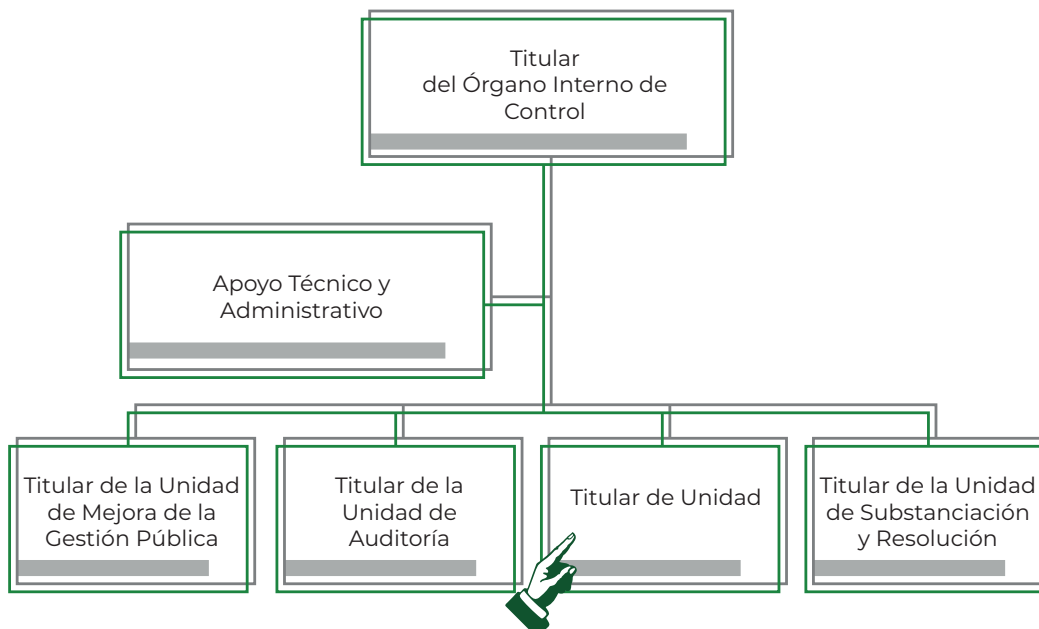 Titular
del Órgano Interno de
Control
Apoyo Técnico y
Administrativo
Titular de la Unidad
de Mejora de la
Gestión Pública
Titular de la
Unidad de
Auditoría
Titular de Unidad
Titular de la Unidad
de Substanciación
y Resolución